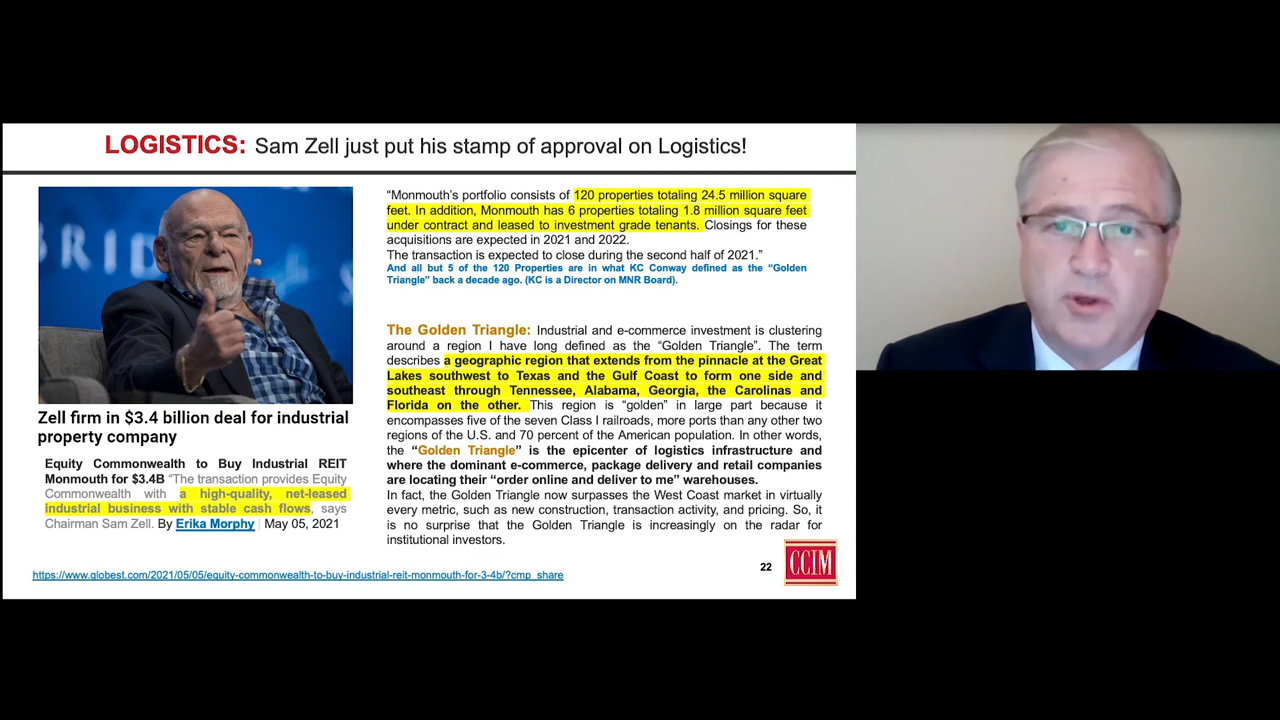 LOGISTICS: Sam Zell just put his stamp of approval on Logistics!
BRID
Zell firm in $3.4 billion deal for industrial
property company
Equity Commonwealth to Buy Industrial REIT
Monmouth for $3.4B “The transaction provides Equity
Commonwealth with a high-quality, net-leased
industrial business with stable cash flows, says
Chairman Sam Zell. By Erika Morphy | May 05, 2021
“Monmouth’s portfolio consists of 120 properties totaling 24.5 million square
feet. In addition, Monmouth has 6 properties totaling 1.8 million square feet
under contract and leased to investment grade tenants. Closings for these
acquisitions are expected in 2021 and 2022.
The transaction is expected to close during the second half of 2021.”
And all but 5 of the 120 Properties are in what KC Conway defined as the “Golden
Triangle” back a decade ago. (KC is a Director on MNR Board).
The Golden Triangle: Industrial and e-commerce investment is clustering
around a region I have long defined as the “Golden Triangle”. The term
describes a geographic region that extends from the pinnacle at the Great
Lakes southwest to Texas and the Gulf Coast to form one side and
southeast through Tennessee, Alabama, Georgia, the Carolinas and
Florida on the other. This region is “golden” in large part because it
encompasses five of the seven Class I railroads, more ports than any other two
regions of the U.S. and 70 percent of the American population. In other words,
the “Golden Triangle” is the epicenter of logistics infrastructure and
where the dominant e-commerce, package delivery and retail companies
are locating their “order online and deliver to me” warehouses.
In fact, the Golden Triangle now surpasses the West Coast market in virtually
every metric, such as new construction, transaction activity, and pricing. So, it
is no surprise that the Golden Triangle is increasingly on the radar for
institutional investors.
https://www.globest.com/2021/05/05/equity-commonwealth-to-buy-industrial-reit-monmouth-for-3-4b/?cmp_share
22
CCIM